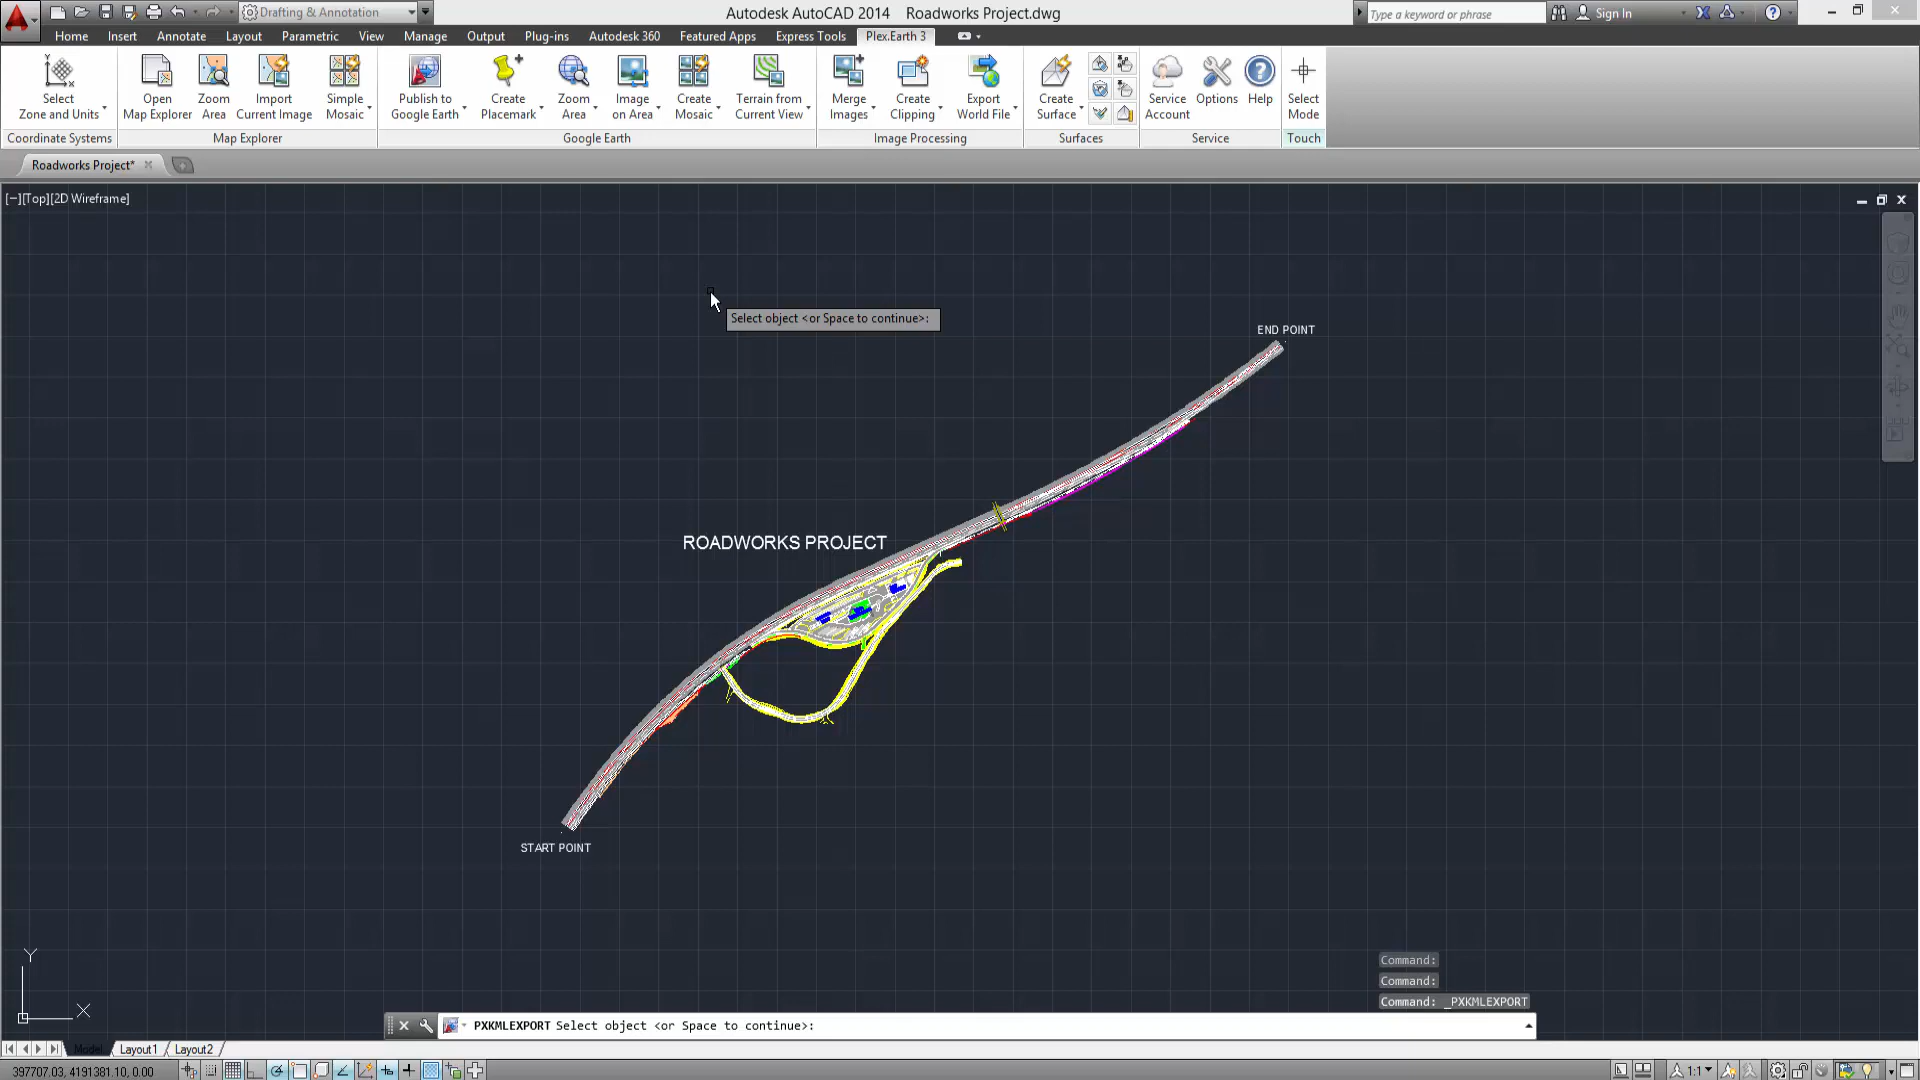 Drafting & Annotation
Autodesk AutoCAD 2014 Roadworks Project.dwg
Type a keyword or phrase
Sign In
Home Insert Annotate Layout Parametric View Manage Output Plug-ins Autodesk 360 Featured Apps Express Tools Plex.Earth 3
Select Zone and Units
Open Map Explorer
Zoom Area
Import Current Image
Simple Mosaic
Publish to Google Earth
Create Placemark
Zoom Area
Image on Area
Create Mosaic
Terrain from Current View
Merge Images
Create Clipping
Export World File
Create Surface
Service Account
Options
Help
Select Mode
Coordinate Systems Map Explorer Google Earth Image Processing Surfaces Service Touch
Roadworks Project*
[−][Top][2D Wireframe]
Select object <or Space to continue>:
END POINT
ROADWORKS PROJECT
START POINT
Y
X
Command:
Command:
Command: _PXKMLEXPORT
PXKMLEXPORT Select object <or Space to continue>:
Model Layout1 Layout2
397707.03, 4191381.10, 0.00
1:1